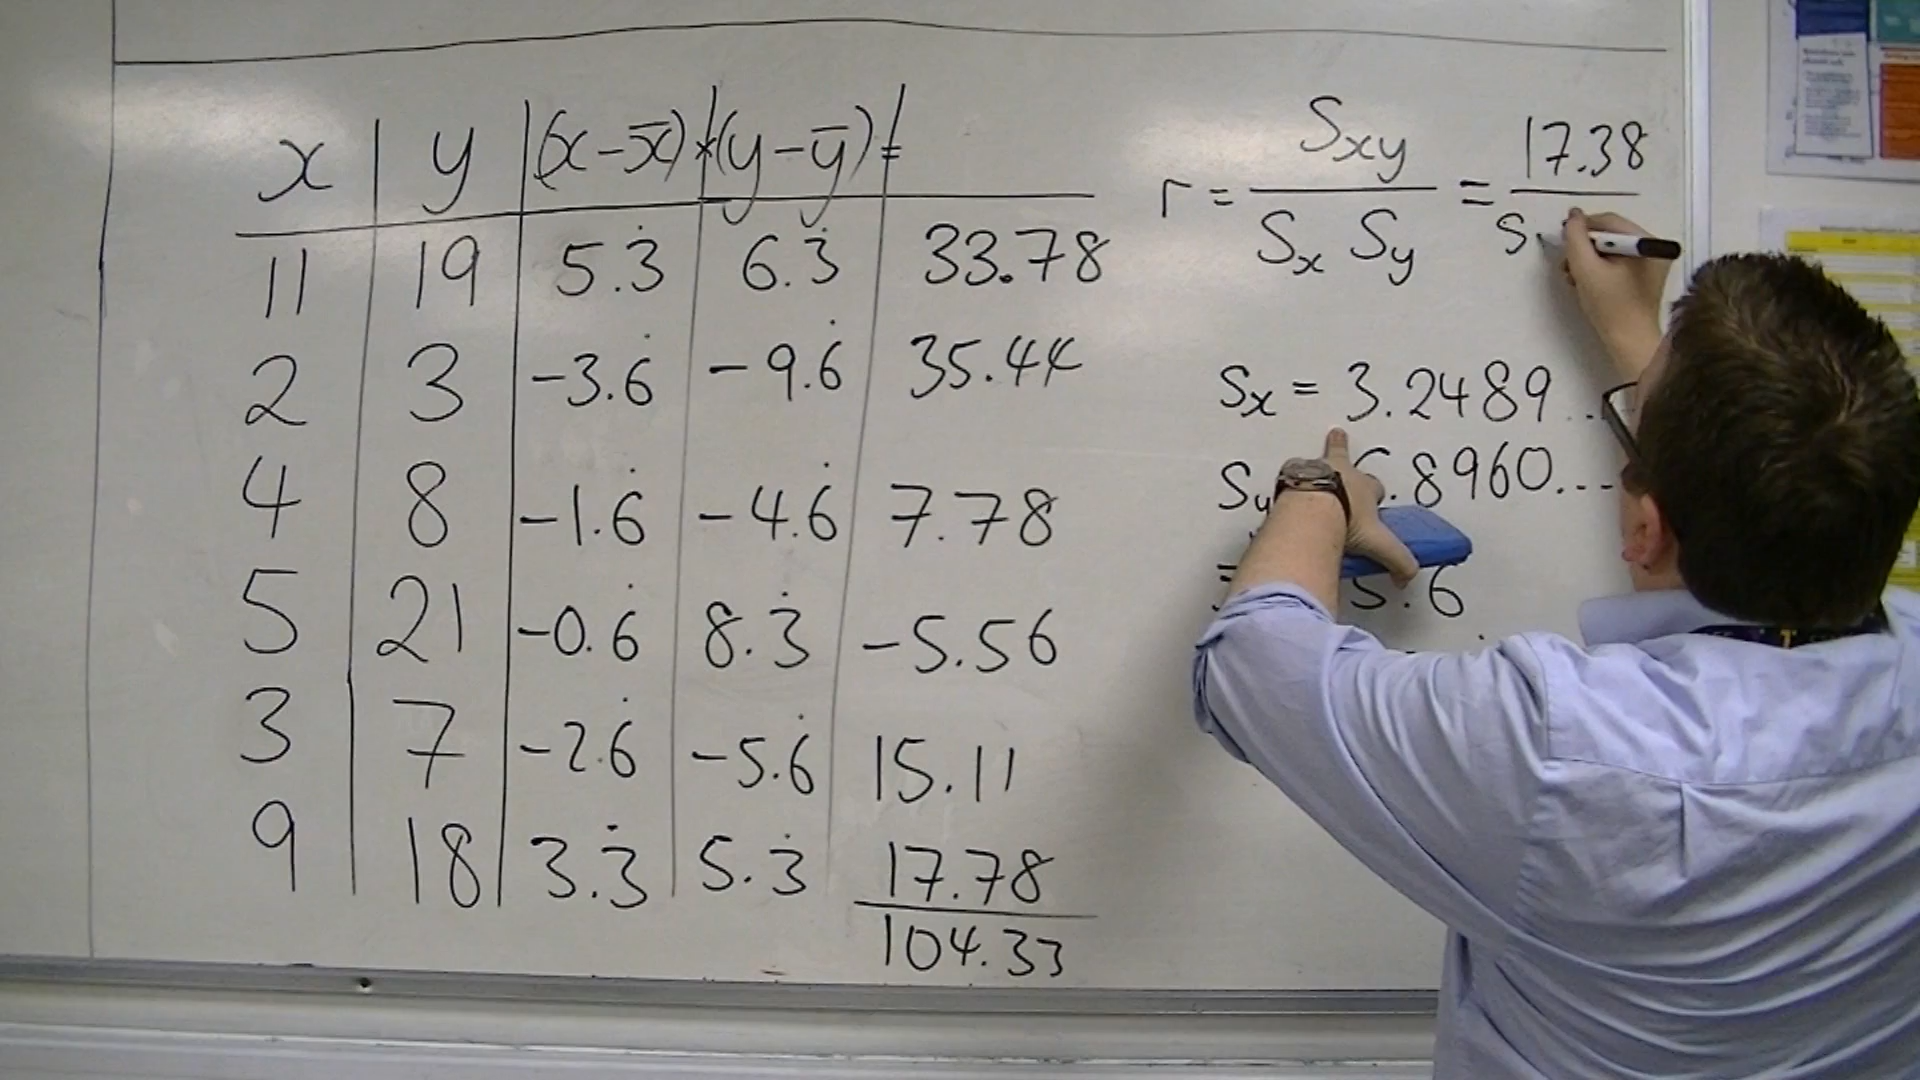 x y (x-x̄) × (y-ȳ) =
11 19 5.3̇ 6.3̇ 33.78
2 3 -3.6̇ -9.6̇ 35.44
4 8 -1.6̇ -4.6̇ 7.78
5 21 -0.6̇ 8.3̇ -5.56
3 7 -2.6̇ -5.6̇ 15.11
9 18 3.3̇ 5.3̇ 17.78
104.33
r = Sxy / Sx Sy = 17.38 / S
Sx = 3.2489...
Sy .8960...
= 5.6